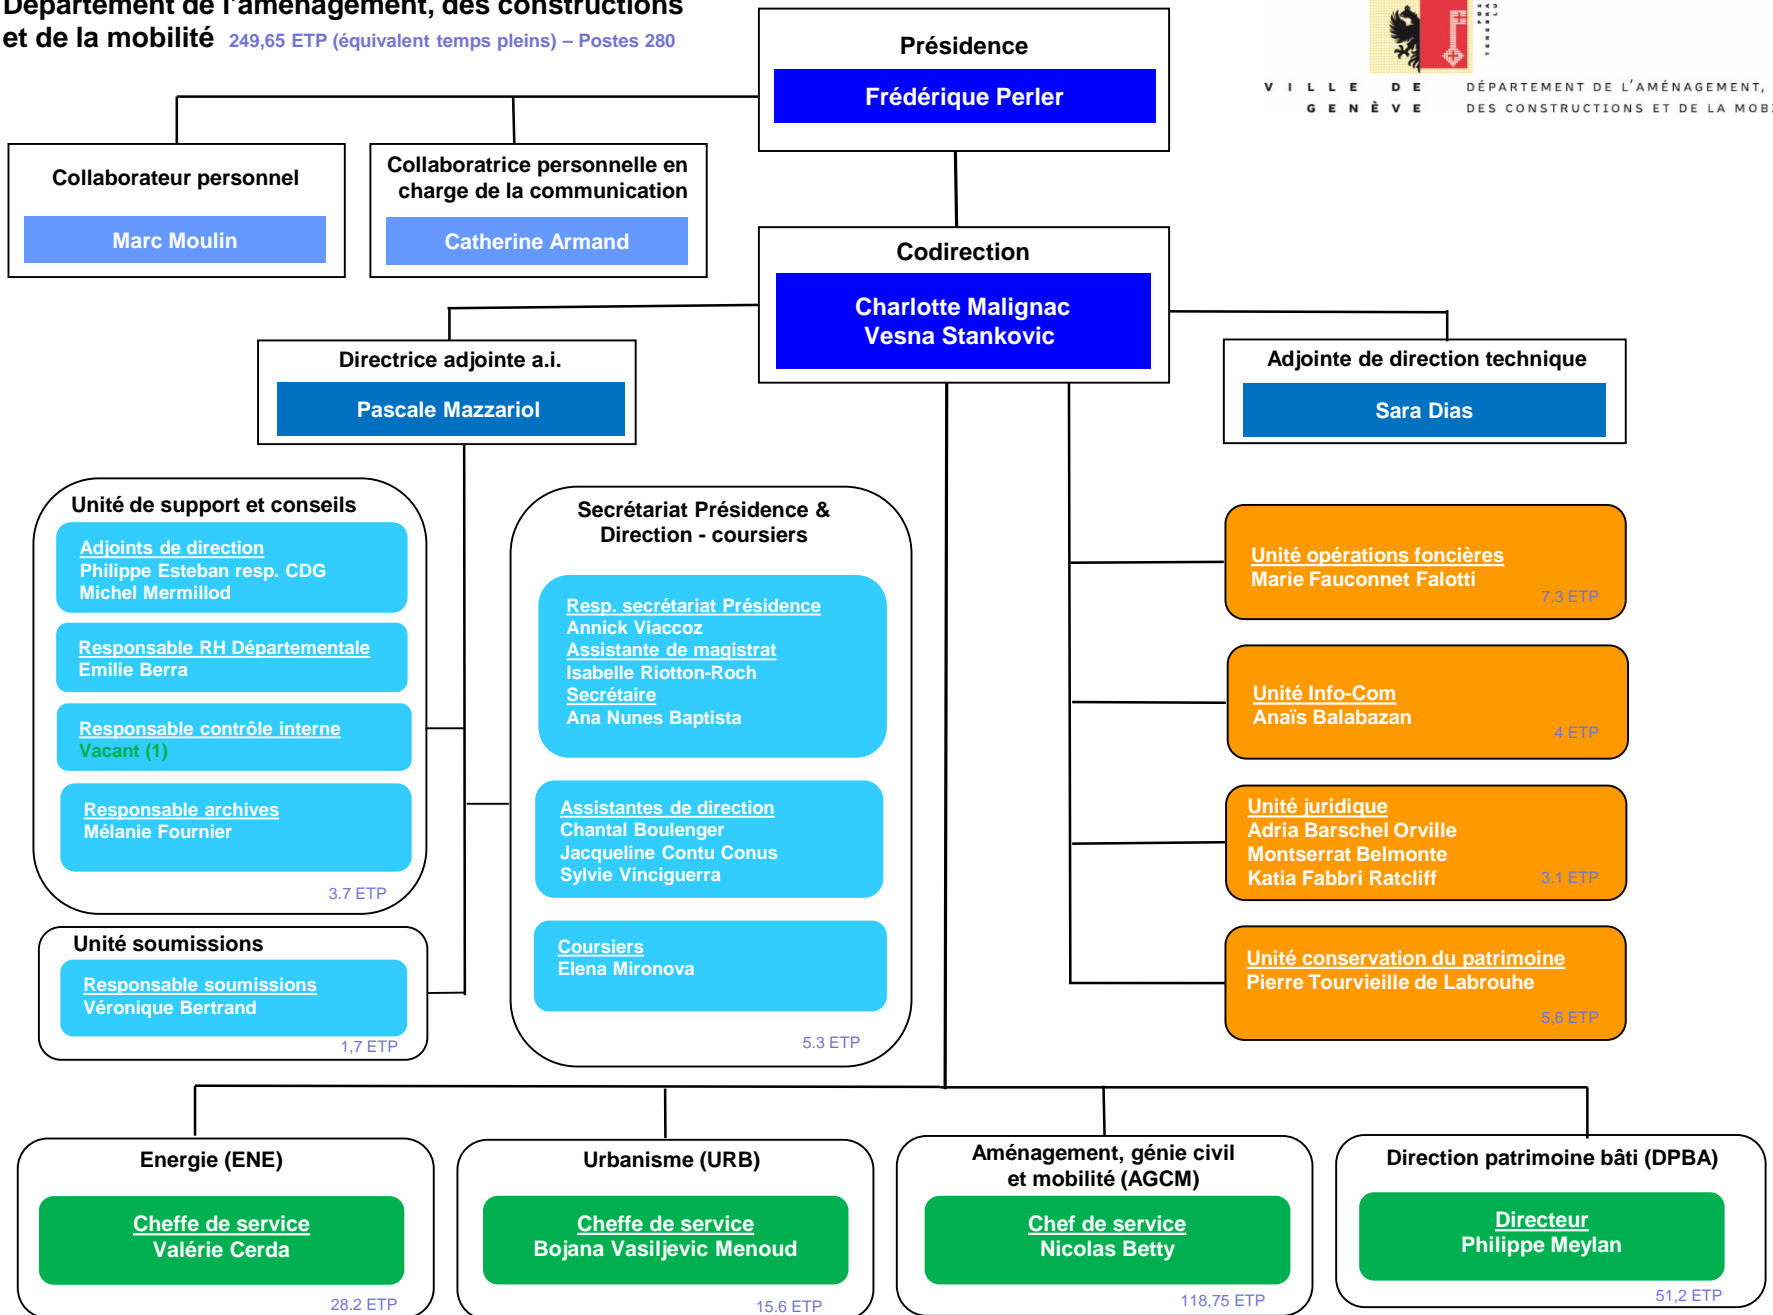 Département de l'aménagement, des constructions
et de la mobilité 249,65 ETP (équivalent temps pleins) – Postes 280
VILLE DE
GENÈVE
DÉPARTEMENT DE L'AMÉNAGEMENT,
DES CONSTRUCTIONS ET DE LA
Présidence
Frédérique Perler
Collaborateur personnel
Marc Moulin
Collaboratrice personnelle en
charge de la communication
Catherine Armand
Codirection
Charlotte Malignac
Vesna Stankovic
Directrice adjointe a.i.
Pascale Mazzariol
Adjointe de direction technique
Sara Dias
Unité de support et conseils
Adjoints de direction
Philippe Esteban resp. CDG
Michel Mermillod
Responsable RH Départementale
Emilie Berra
Responsable contrôle interne
Vacant (1)
Responsable archives
Mélanie Fournier
3.7 ETP
Unité soumissions
Responsable soumissions
Véronique Bertrand
1,7 ETP
Secrétariat Présidence &
Direction - coursiers
Resp. secrétariat Présidence
Annick Viaccoz
Assistante de magistrat
Isabelle Riotton-Roch
Secrétaire
Ana Nunes Baptista
Assistantes de direction
Chantal Boulenger
Jacqueline Contu Conus
Sylvie Vinciguerra
Coursiers
Elena Mironova
5.3 ETP
Unité opérations foncières
Marie Fauconnet Falotti
7.3 ETP
Unité Info-Com
Anaïs Balabazan
4 ETP
Unité juridique
Adria Barschel Orville
Montserrat Belmonte
Katia Fabbri Ratcliff
3.1 ETP
Unité conservation du patrimoine
Pierre Tourvieille de Labrouhe
5,6 ETP
Energie (ENE)
Cheffe de service
Valérie Cerda
28.2 ETP
Urbanisme (URB)
Cheffe de service
Bojana Vasiljevic Menoud
15.6 ETP
Aménagement, génie civil
et mobilité (AGCM)
Chef de service
Nicolas Betty
118,75 ETP
Direction patrimoine bâti (DPBA)
Directeur
Philippe Meylan
51,2 ETP